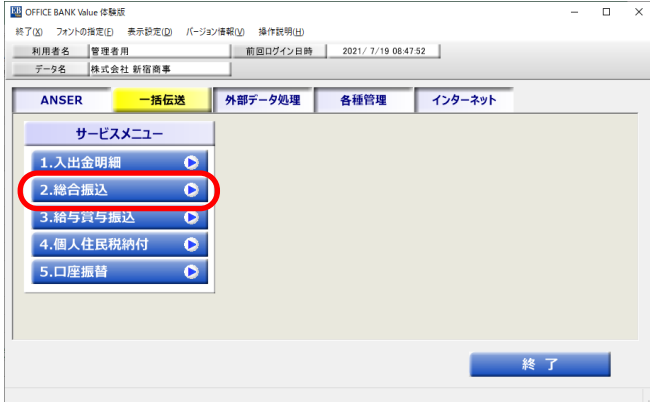 OFFICE BANK Value 体験版
終了(X) フォントの指定(F) 表示設定(D) バージョン情報(V) 操作説明(H)
利用者名 管理者用 前回ログイン日時 2021/ 7/19 08:47:52
データ名 株式会社 新宿商事
ANSER 一括伝送 外部データ処理 各種管理 インターネット
サービスメニュー
1.入出金明細
2.総合振込
3.給与賞与振込
4.個人住民税納付
5.口座振替
終 了